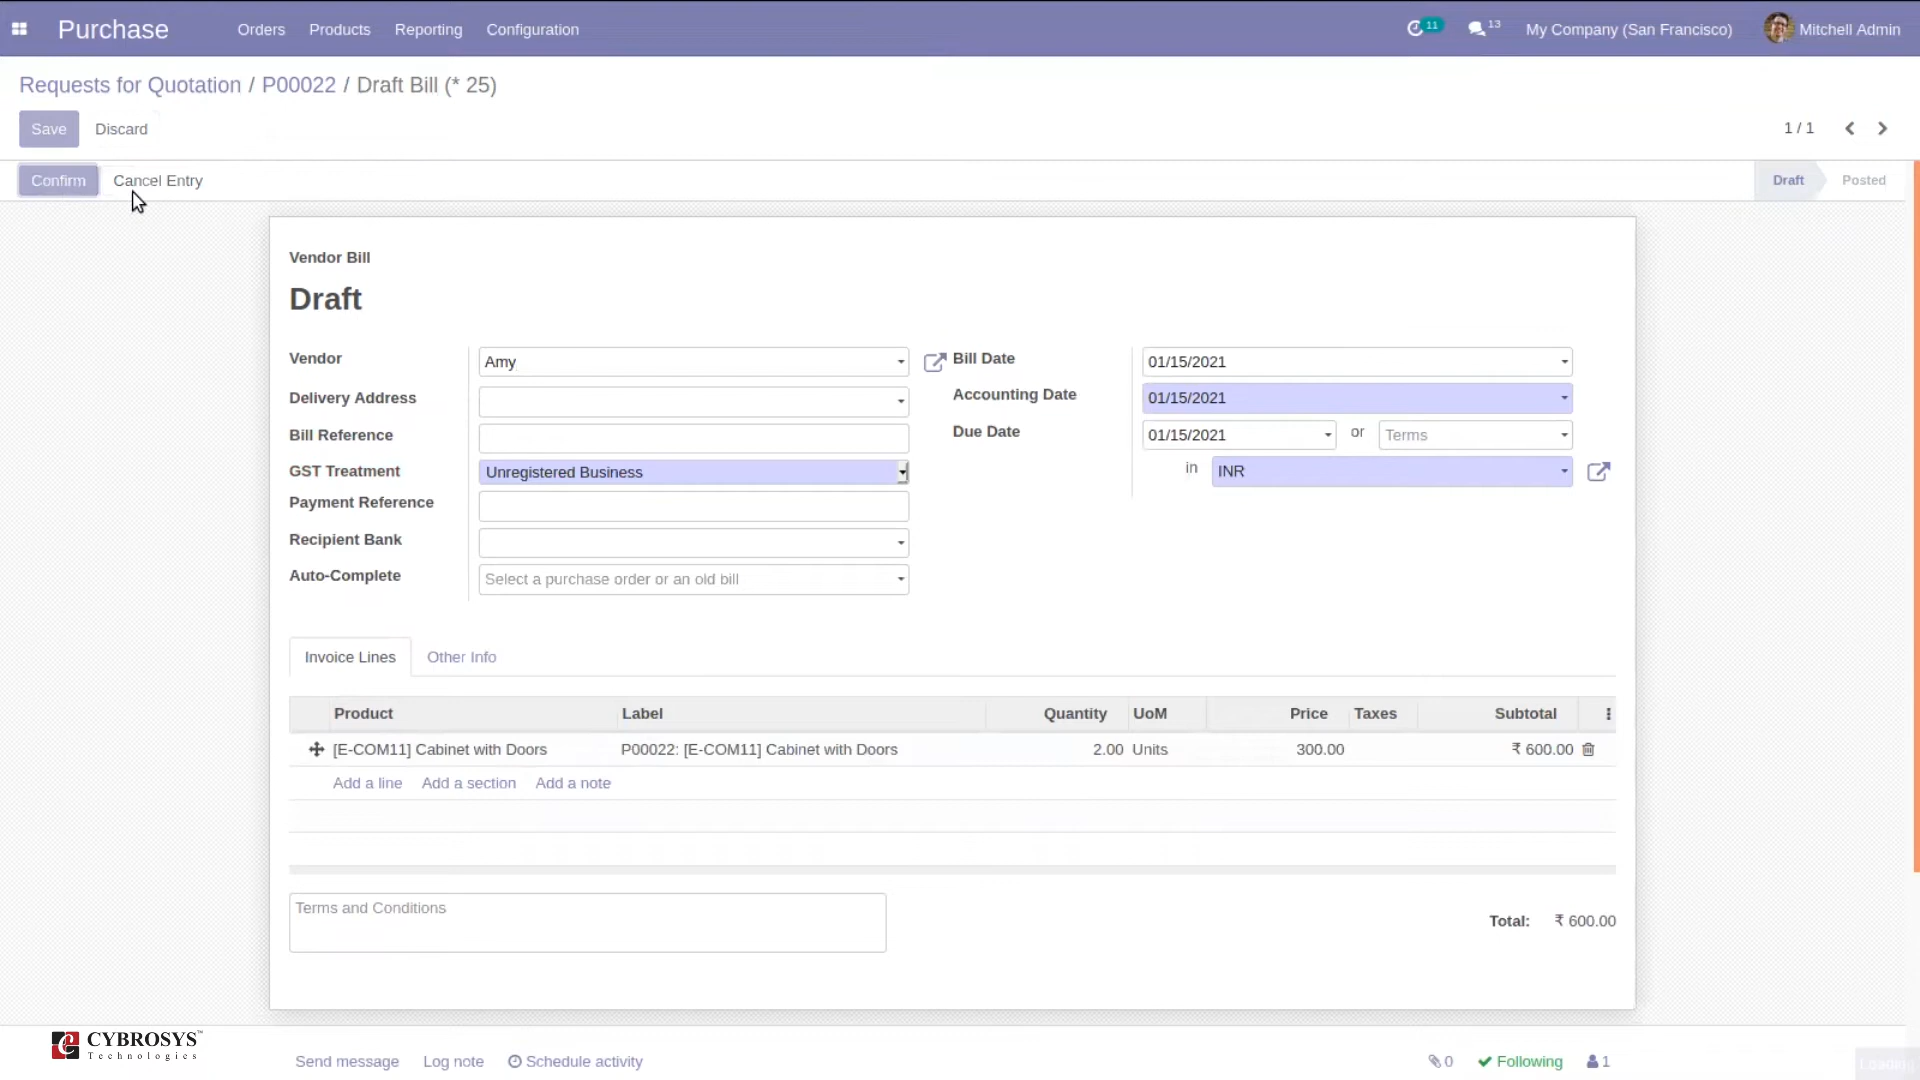 Purchase Orders Products Reporting Configuration 11 13 My Company (San Francisco) Mitchell Admin
Requests for Quotation / P00022 / Draft Bill (* 25)
Save Discard 1 / 1
Confirm Cancel Entry Draft Posted
Vendor Bill
Draft
Vendor Amy Bill Date 01/15/2021
Delivery Address Accounting Date 01/15/2021
Bill Reference Due Date 01/15/2021 or Terms
GST Treatment Unregistered Business in INR
Payment Reference
Recipient Bank
Auto-Complete Select a purchase order or an old bill
Invoice Lines Other Info
Product Label Quantity UoM Price Taxes Subtotal
[E-COM11] Cabinet with Doors P00022: [E-COM11] Cabinet with Doors 2.00 Units 300.00 ₹ 600.00
Add a line Add a section Add a note
Terms and Conditions
Total: ₹ 600.00
CYBROSYS™
Technologies
Send message Log note Schedule activity 0 Following 1